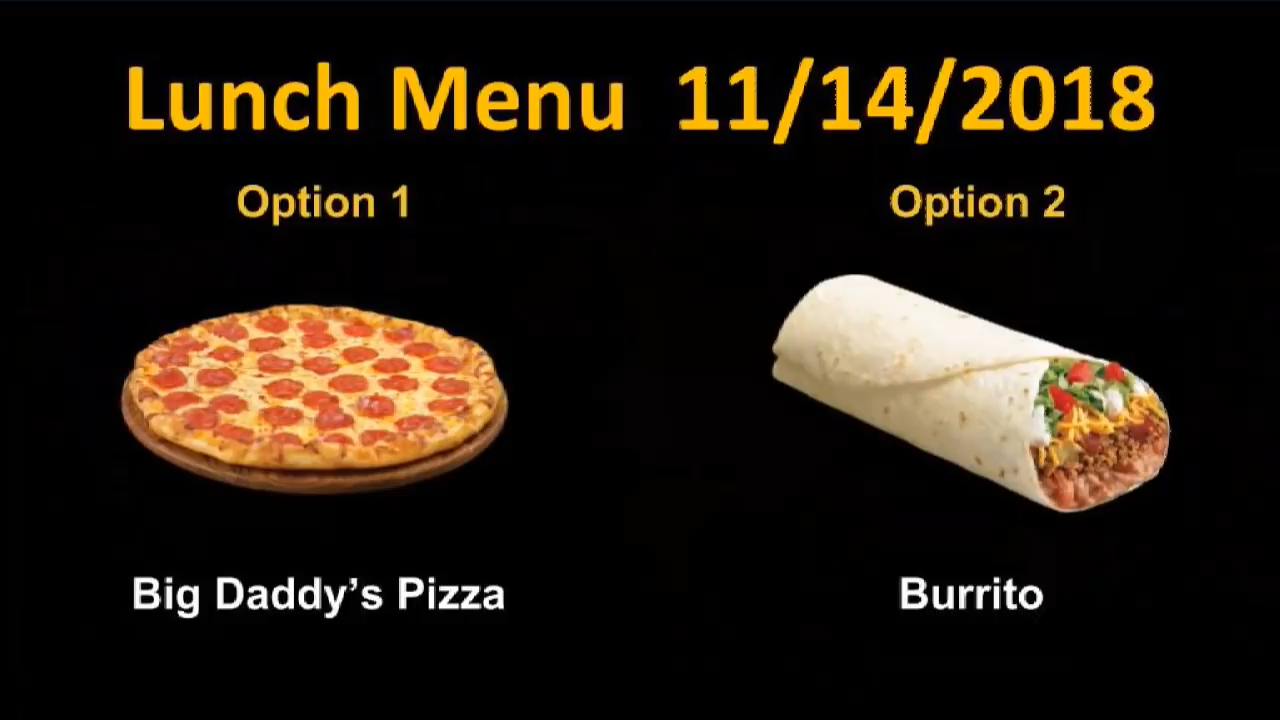 Lunch Menu 11/14/2018
Option 1
Option 2
Big Daddy’s Pizza
Burrito